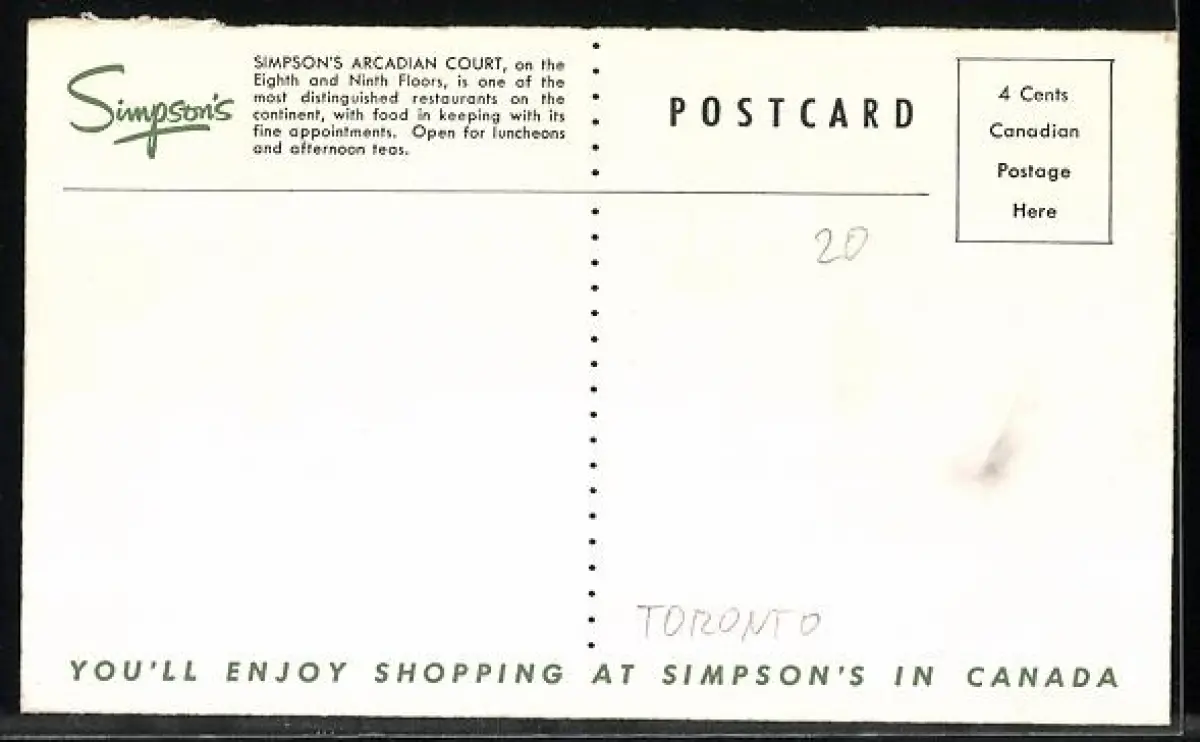 Simpson's
SIMPSON'S ARCADIAN COURT, on the
Eighth and Ninth Floors, is one of the
most distinguished restaurants on the
continent, with food in keeping with its
fine appointments. Open for luncheons
and afternoon teas.
POSTCARD
4 Cents
Canadian
Postage
Here
20
TORONTO
YOU'LL ENJOY SHOPPING AT SIMPSON'S IN CANADA